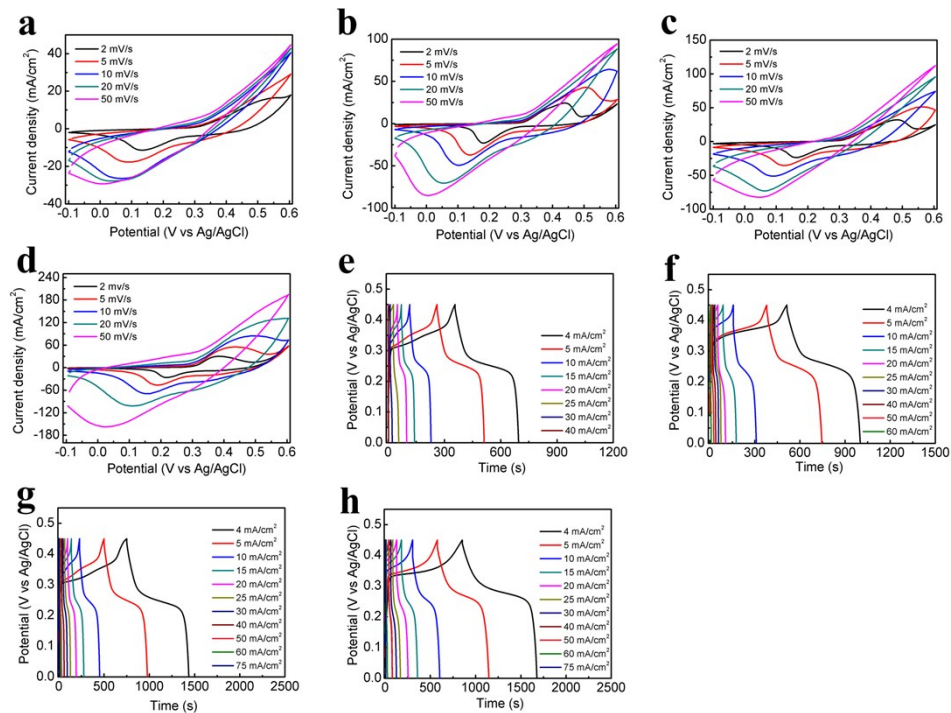 a
40
20
0
-20
-40
Current density (mA/cm²)
2 mV/s
5 mV/s
10 mV/s
20 mV/s
50 mV/s
-0.1 0.0 0.1 0.2 0.3 0.4 0.5 0.6
Potential (V vs Ag/AgCl)
b
100
50
0
-50
-100
Current density (mA/cm²)
2 mV/s
5 mV/s
10 mV/s
20 mV/s
50 mV/s
-0.1 0.0 0.1 0.2 0.3 0.4 0.5 0.6
Potential (V vs Ag/AgCl)
c
150
100
50
0
-50
-100
Current density (mA/cm²)
2 mV/s
5 mV/s
10 mV/s
20 mV/s
50 mV/s
-0.1 0.0 0.1 0.2 0.3 0.4 0.5 0.6
Potential (V vs Ag/AgCl)
d
240
180
120
60
0
-60
-120
-180
Current density (mA/cm²)
2 mv/s
5 mV/s
10 mV/s
20 mV/s
50 mV/s
-0.1 0.0 0.1 0.2 0.3 0.4 0.5 0.6
Potential (V vs Ag/AgCl)
e
0.5
0.4
0.3
0.2
0.1
0.0
Potential (V vs Ag/AgCl)
4 mA/cm²
5 mA/cm²
10 mA/cm²
15 mA/cm²
20 mA/cm²
25 mA/cm²
30 mA/cm²
40 mA/cm²
0 300 600 900 1200
Time (s)
f
0.5
0.4
0.3
0.2
0.1
0.0
Potential (V vs Ag/AgCl)
4 mA/cm²
5 mA/cm²
10 mA/cm²
15 mA/cm²
20 mA/cm²
25 mA/cm²
30 mA/cm²
40 mA/cm²
50 mA/cm²
60 mA/cm²
0 300 600 900 1200 1500
Time (s)
g
0.5
0.4
0.3
0.2
0.1
0.0
Potential (V vs Ag/AgCl)
4 mA/cm²
5 mA/cm²
10 mA/cm²
15 mA/cm²
20 mA/cm²
25 mA/cm²
30 mA/cm²
40 mA/cm²
50 mA/cm²
60 mA/cm²
75 mA/cm²
0 500 1000 1500 2000 2500
Time (s)
h
0.5
0.4
0.3
0.2
0.1
0.0
Potential (V vs Ag/AgCl)
4 mA/cm²
5 mA/cm²
10 mA/cm²
15 mA/cm²
20 mA/cm²
25 mA/cm²
30 mA/cm²
40 mA/cm²
50 mA/cm²
60 mA/cm²
75 mA/cm²
0 500 1000 1500 2000 2500
Time (s)